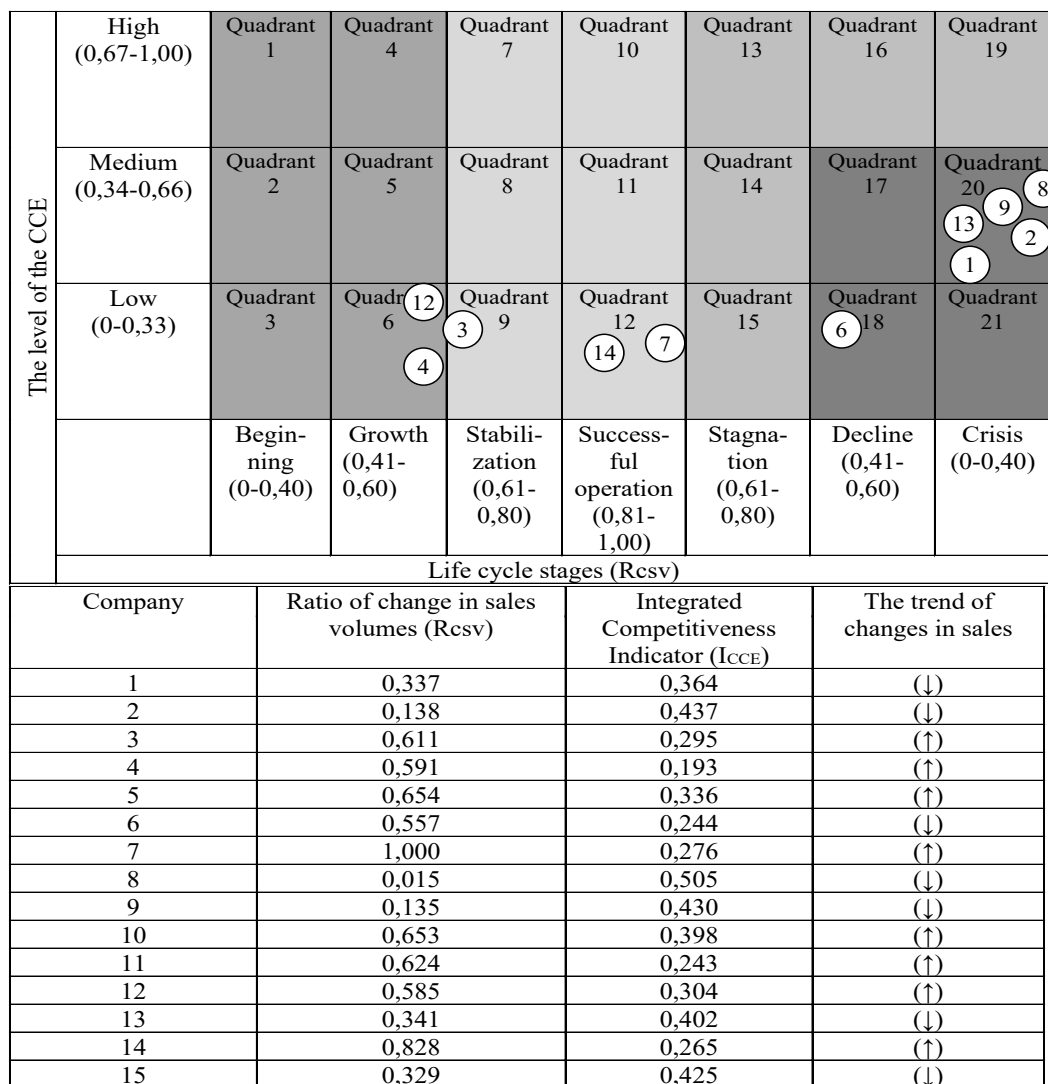 The level of the CCE
High
(0,67-1,00)
Quadrant
1
Quadrant
4
Quadrant
7
Quadrant
10
Quadrant
13
Quadrant
16
Quadrant
19
Medium
(0,34-0,66)
Quadrant
2
Quadrant
5
Quadrant
8
Quadrant
11
Quadrant
14
Quadrant
17
Quadrant
20
8
9
13
2
1
Low
(0-0,33)
Quadrant
3
Quadrant
6
12
4
Quadrant
9
3
Quadrant
12
14
7
Quadrant
15
Quadrant
18
6
Quadrant
21
Begin-
ning
(0-0,40)
Growth
(0,41-
0,60)
Stabili-
zation
(0,61-
0,80)
Success-
ful
operation
(0,81-
1,00)
Stagna-
tion
(0,61-
0,80)
Decline
(0,41-
0,60)
Crisis
(0-0,40)
Life cycle stages (Rcsv)
Company
Ratio of change in sales
volumes (Rcsv)
Integrated
Competitiveness
Indicator (ICCE)
The trend of
changes in sales
1 0,337 0,364 (↓)
2 0,138 0,437 (↓)
3 0,611 0,295 (↑)
4 0,591 0,193 (↑)
5 0,654 0,336 (↑)
6 0,557 0,244 (↓)
7 1,000 0,276 (↑)
8 0,015 0,505 (↓)
9 0,135 0,430 (↓)
10 0,653 0,398 (↑)
11 0,624 0,243 (↑)
12 0,585 0,304 (↑)
13 0,341 0,402 (↓)
14 0,828 0,265 (↑)
15 0,329 0,425 (↓)